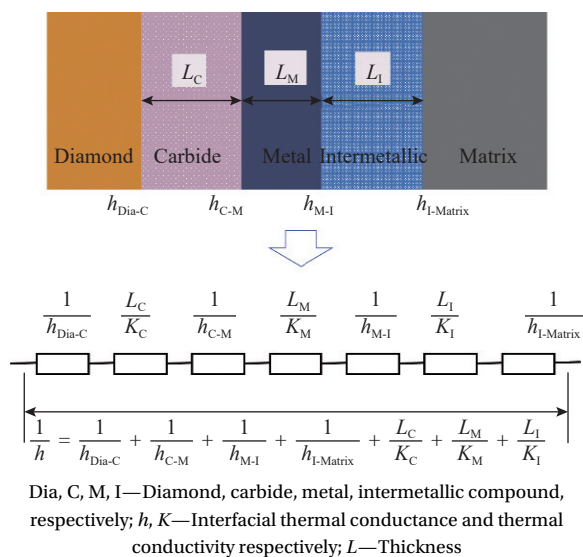 L_C L_M L_I
Diamond Carbide Metal Intermetallic Matrix
h_Dia-C h_C-M h_M-I h_I-Matrix
1/h_Dia-C L_C/K_C 1/h_C-M L_M/K_M 1/h_M-I L_I/K_I 1/h_I-Matrix
1/h = 1/h_Dia-C + 1/h_C-M + 1/h_M-I + 1/h_I-Matrix + L_C/K_C + L_M/K_M + L_I/K_I
Dia, C, M, I—Diamond, carbide, metal, intermetallic compound,
respectively; h, K—Interfacial thermal conductance and thermal
conductivity respectively; L—Thickness